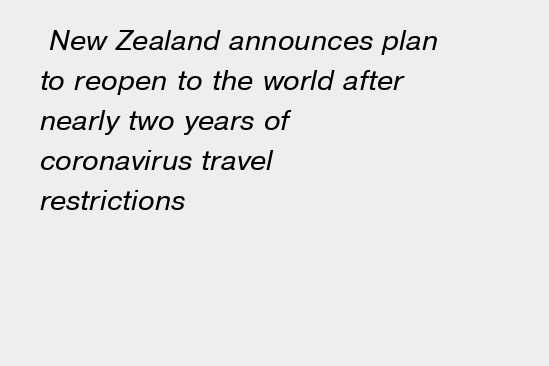 New Zealand announces plan
to reopen to the world after
nearly two years of
coronavirus travel
restrictions